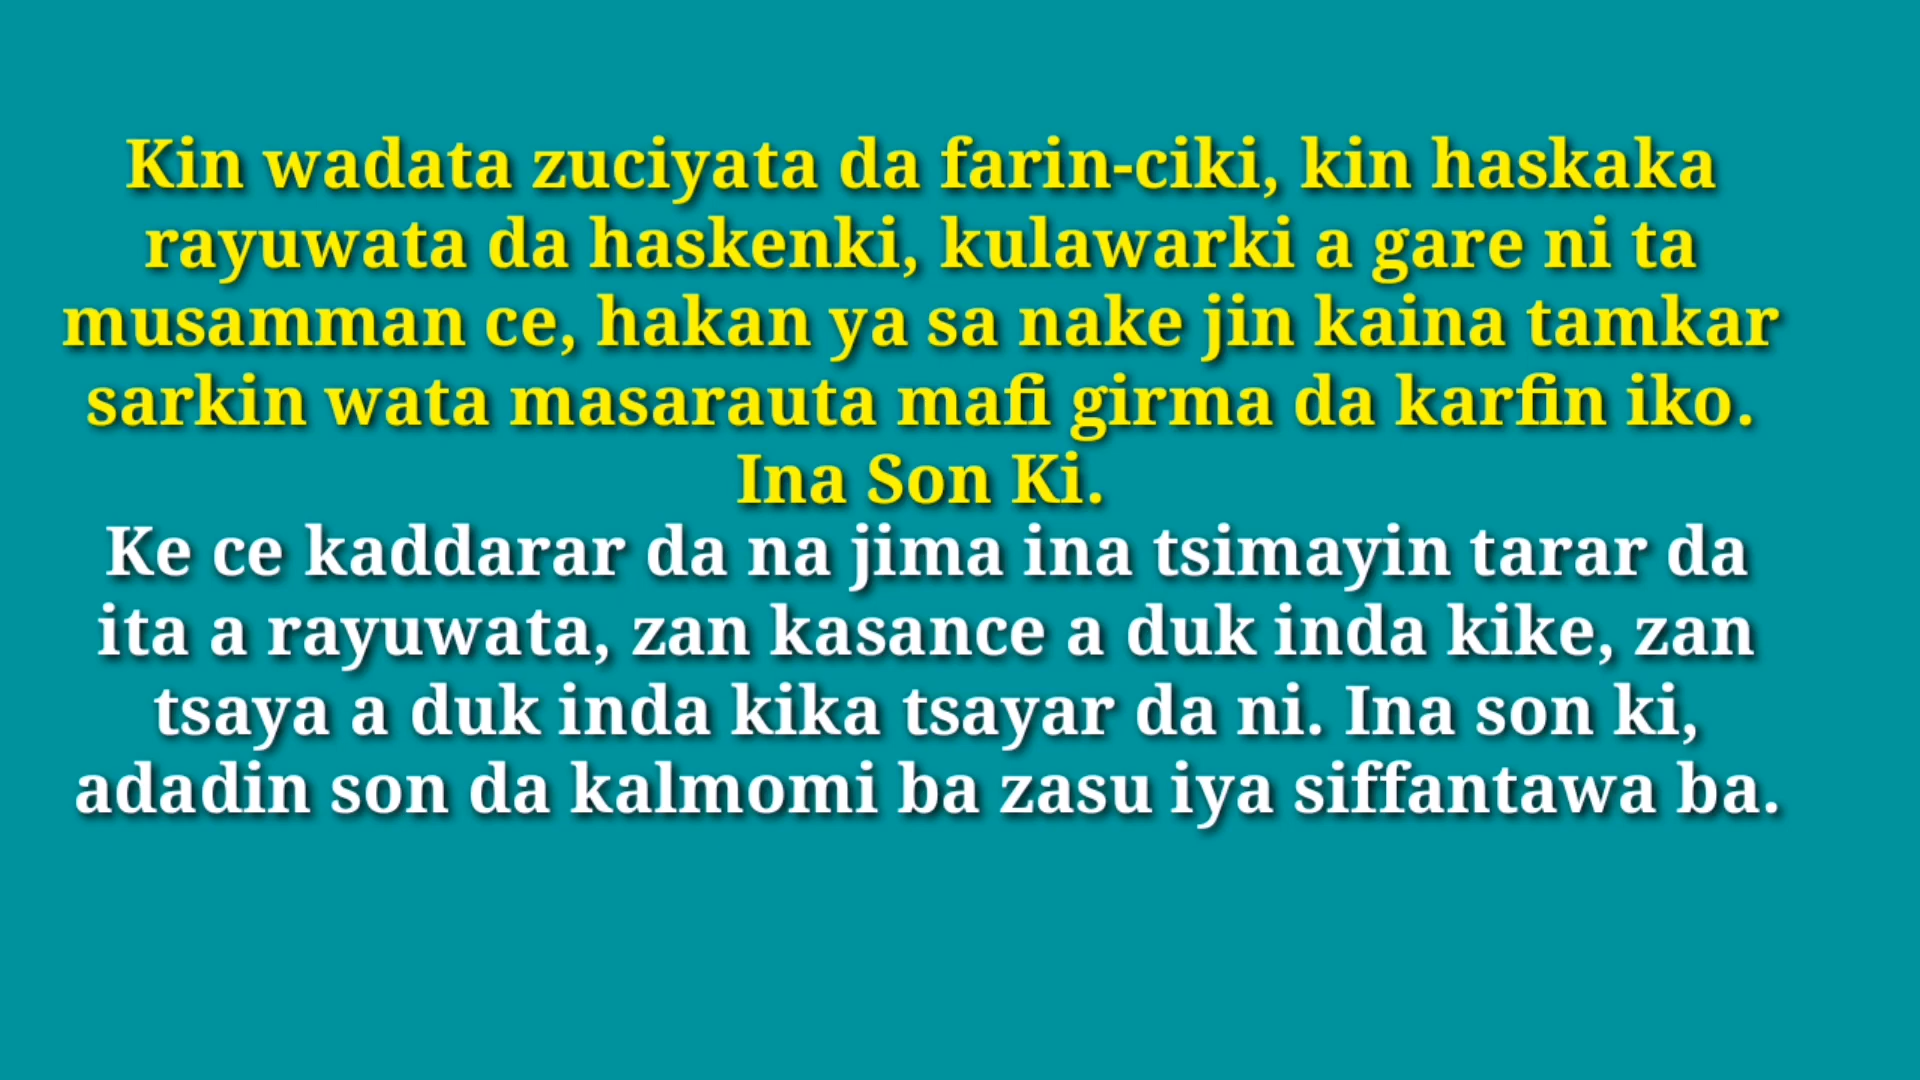 Kin wadata zuciyata da farin-ciki, kin haskaka
rayuwata da haskenki, kulawarki a gare ni ta
musamman ce, hakan ya sa nake jin kaina tamkar
sarkin wata masarauta mafi girma da karfin iko.
Ina Son Ki.
Ke ce kaddarar da na jima ina tsimayin tarar da
ita a rayuwata, zan kasance a duk inda kike, zan
tsaya a duk inda kika tsayar da ni. Ina son ki,
adadin son da kalmomi ba zasu iya siffantawa ba.